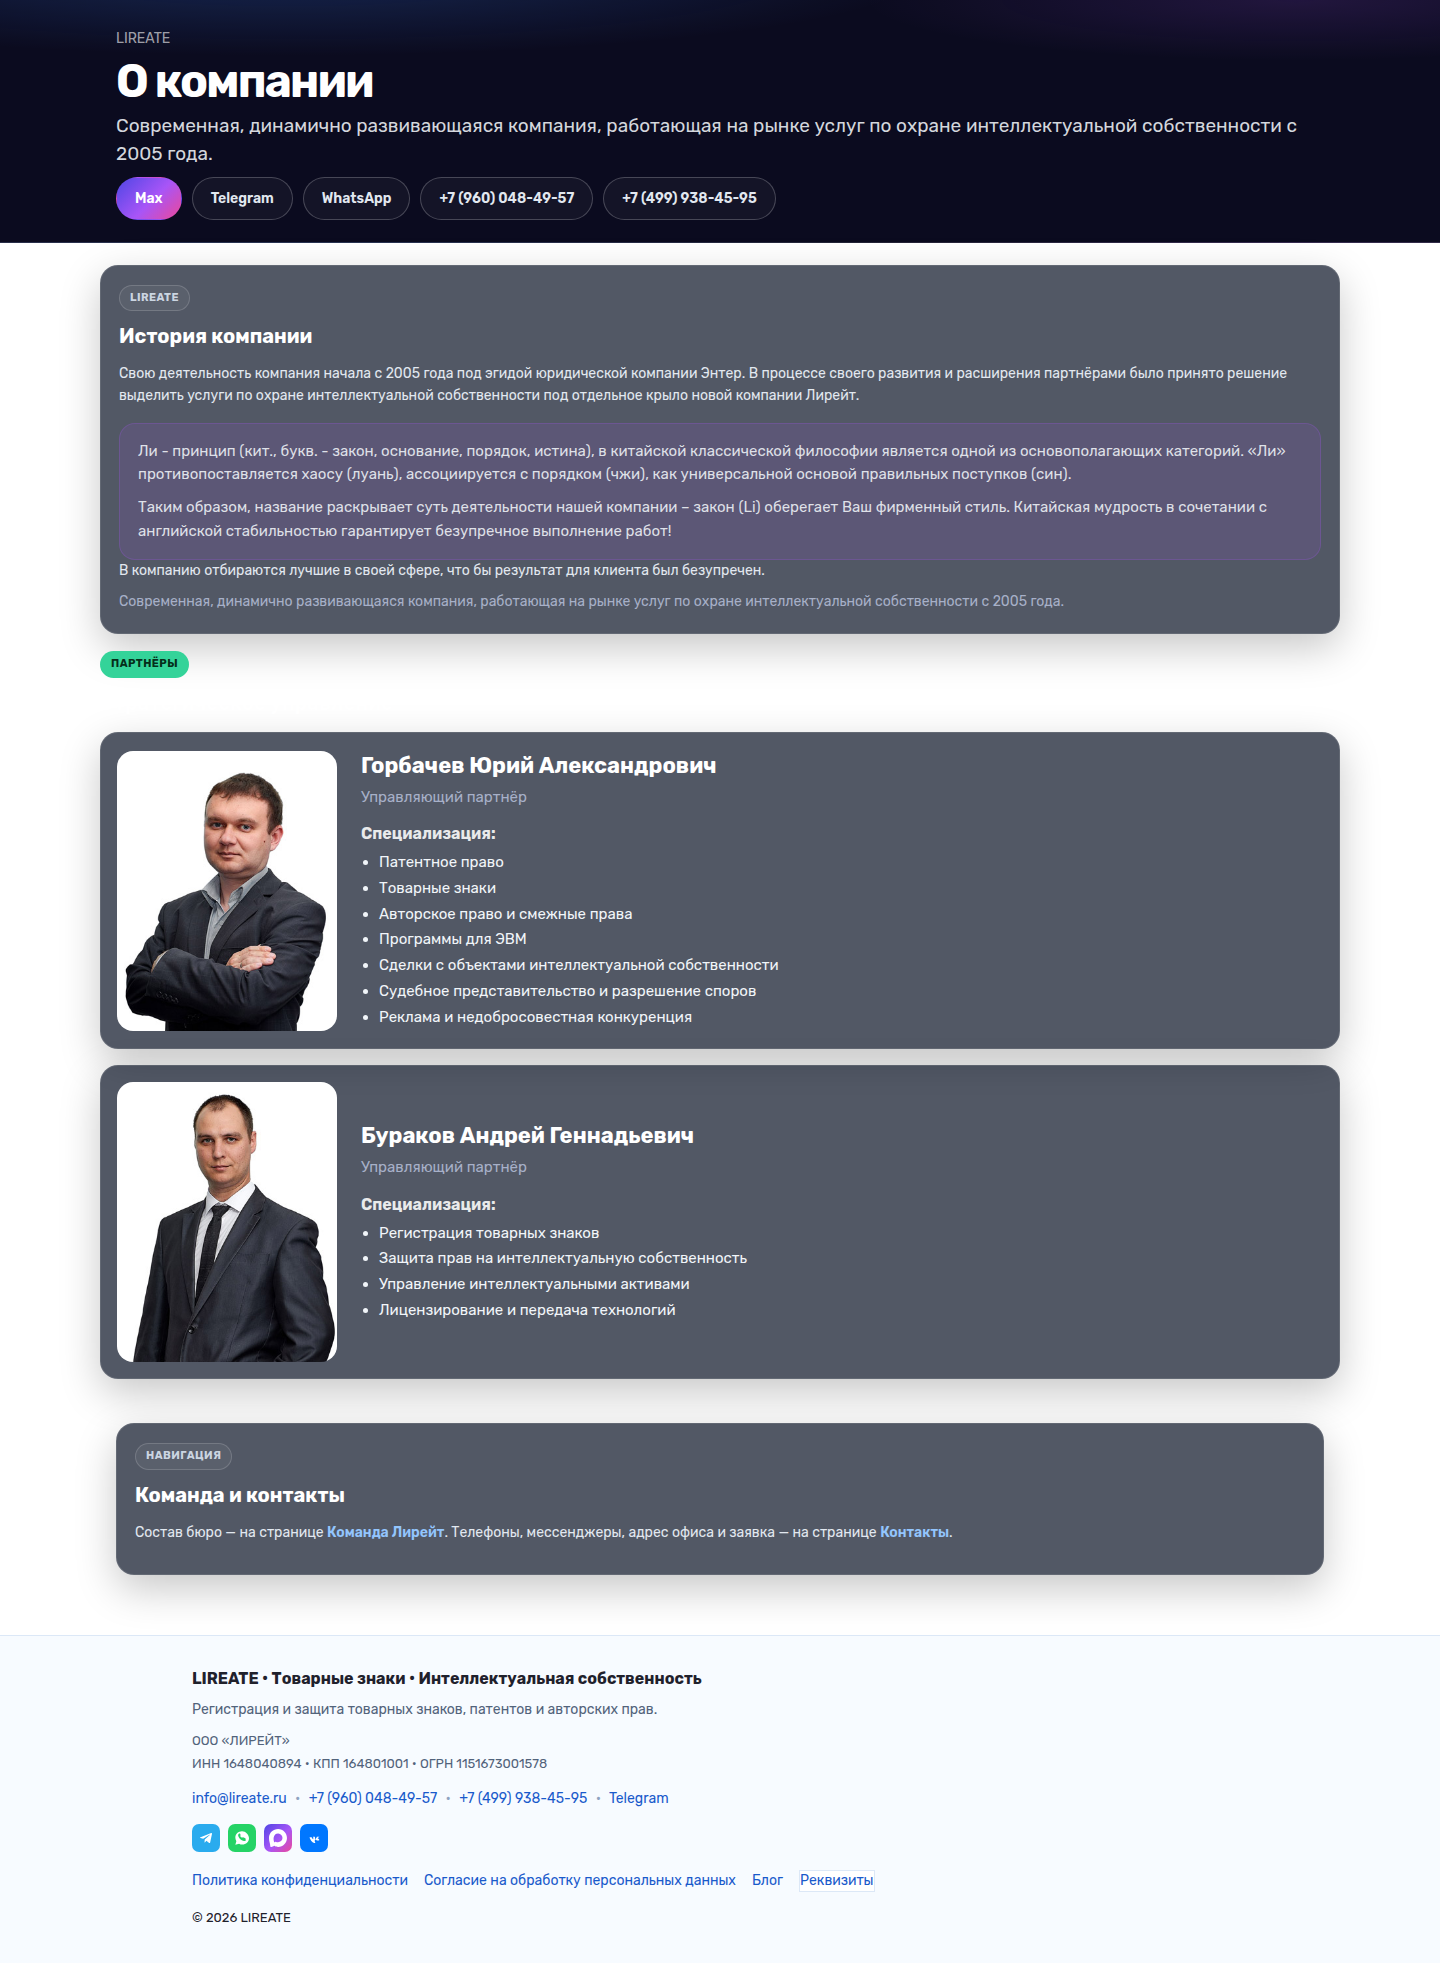 LIREATE
О компании
Современная, динамично развивающаяся компания, работающая на рынке услуг по охране интеллектуальной собственности с
2005 года.
Max
Telegram
WhatsApp
+7 (960) 048-49-57
+7 (499) 938-45-95
LIREATE
История компании
Свою деятельность компания начала с 2005 года под эгидой юридической компании Энтер. В процессе своего развития и расширения партнёрами было принято решение
выделить услуги по охране интеллектуальной собственности под отдельное крыло новой компании Лирейт.
Ли - принцип (кит., букв. - закон, основание, порядок, истина), в китайской классической философии является одной из основополагающих категорий. «Ли»
противопоставляется хаосу (луань), ассоциируется с порядком (чжи), как универсальной основой правильных поступков (син).
Таким образом, название раскрывает суть деятельности нашей компании – закон (Li) оберегает Ваш фирменный стиль. Китайская мудрость в сочетании с
английской стабильностью гарантирует безупречное выполнение работ!
В компанию отбираются лучшие в своей сфере, что бы результат для клиента был безупречен.
Современная, динамично развивающаяся компания, работающая на рынке услуг по охране интеллектуальной собственности с 2005 года.
ПАРТНЁРЫ
Горбачев Юрий Александрович
Управляющий партнёр
Специализация:
• Патентное право
• Товарные знаки
• Авторское право и смежные права
• Программы для ЭВМ
• Сделки с объектами интеллектуальной собственности
• Судебное представительство и разрешение споров
• Реклама и недобросовестная конкуренция
Бураков Андрей Геннадьевич
Управляющий партнёр
Специализация:
• Регистрация товарных знаков
• Защита прав на интеллектуальную собственность
• Управление интеллектуальными активами
• Лицензирование и передача технологий
НАВИГАЦИЯ
Команда и контакты
Состав бюро — на странице Команда Лирейт. Телефоны, мессенджеры, адрес офиса и заявка — на странице Контакты.
LIREATE • Товарные знаки • Интеллектуальная собственность
Регистрация и защита товарных знаков, патентов и авторских прав.
ООО «ЛИРЕЙТ»
ИНН 1648040894 • КПП 164801001 • ОГРН 1151673001578
info@lireate.ru • +7 (960) 048-49-57 • +7 (499) 938-45-95 • Telegram
Политика конфиденциальности Согласие на обработку персональных данных Блог Реквизиты
© 2026 LIREATE